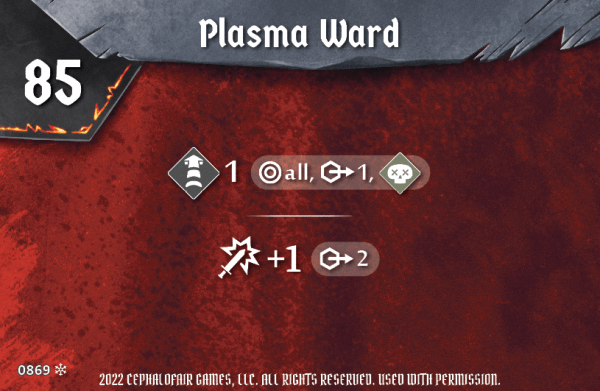 Plasma Ward
85
1 all, 1,
+1 2
0869
2022 CEPHALOFAIR GAMES, LLC. ALL RIGHTS RESERVED. USED WITH PERMISSION.